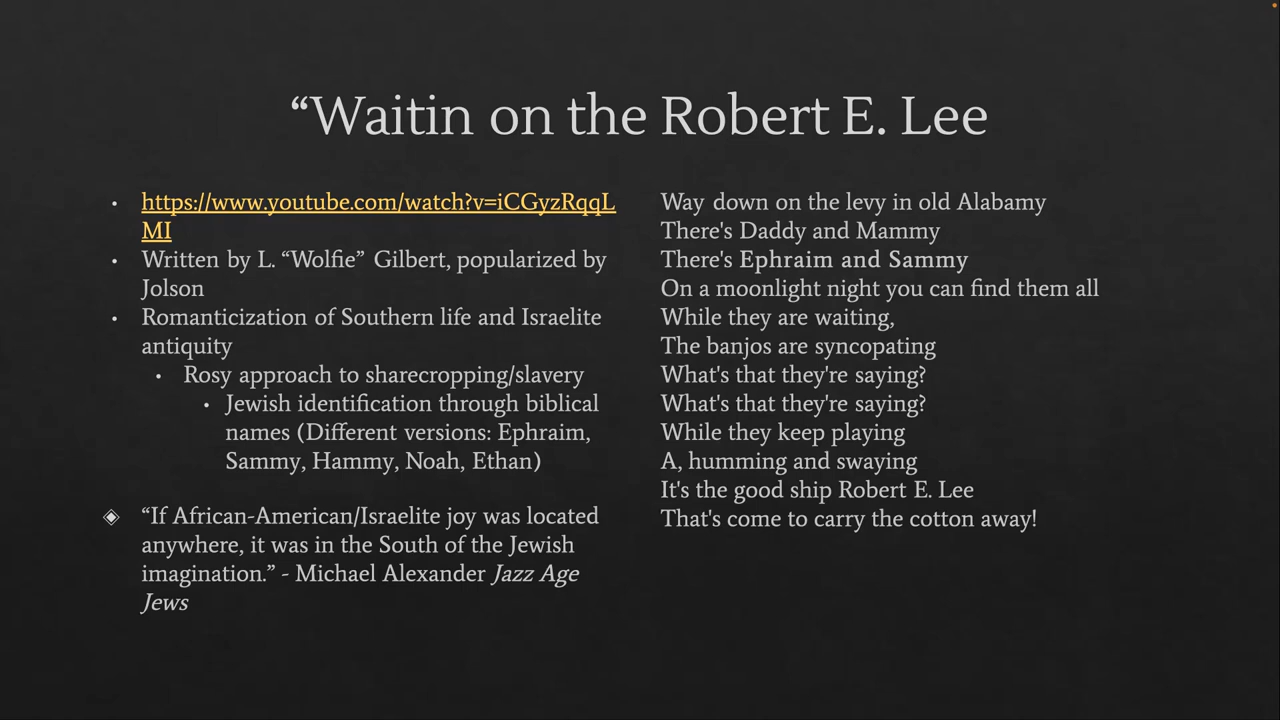 “Waitin on the Robert E. Lee
• https://www.youtube.com/watch?v=iCGyzRqqL
MI
• Written by L. “Wolfie” Gilbert, popularized by
Jolson
• Romanticization of Southern life and Israelite
antiquity
• Rosy approach to sharecropping/slavery
• Jewish identification through biblical
names (Different versions: Ephraim,
Sammy, Hammy, Noah, Ethan)
◈ “If African-American/Israelite joy was located
anywhere, it was in the South of the Jewish
imagination.” - Michael Alexander Jazz Age
Jews
Way down on the levy in old Alabamy
There's Daddy and Mammy
There's Ephraim and Sammy
On a moonlight night you can find them all
While they are waiting,
The banjos are syncopating
What's that they're saying?
What's that they're saying?
While they keep playing
A, humming and swaying
It's the good ship Robert E. Lee
That's come to carry the cotton away!